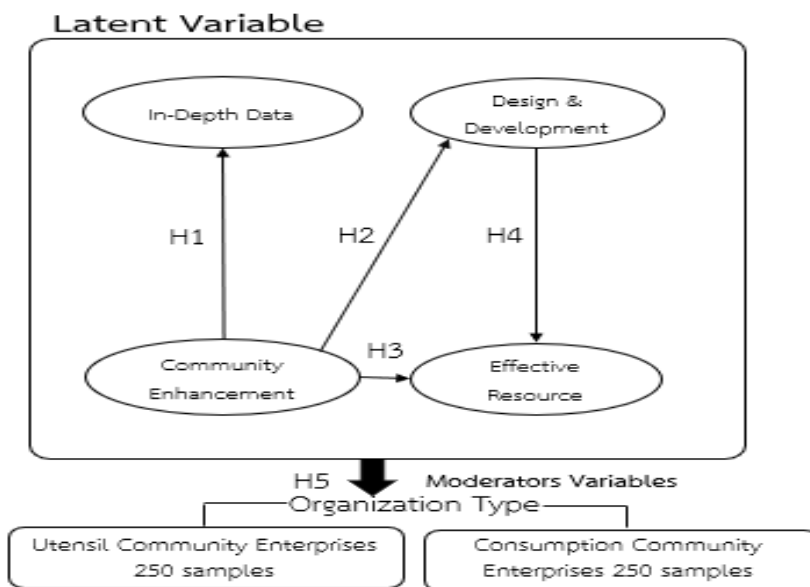 Latent Variable
In-Depth Data
Design &
Development
H1
H2
H4
H3
Community
Enhancement
Effective
Resource
H5
Moderators Variables
Organization Type
Utensil Community Enterprises
250 samples
Consumption Community
Enterprises 250 samples